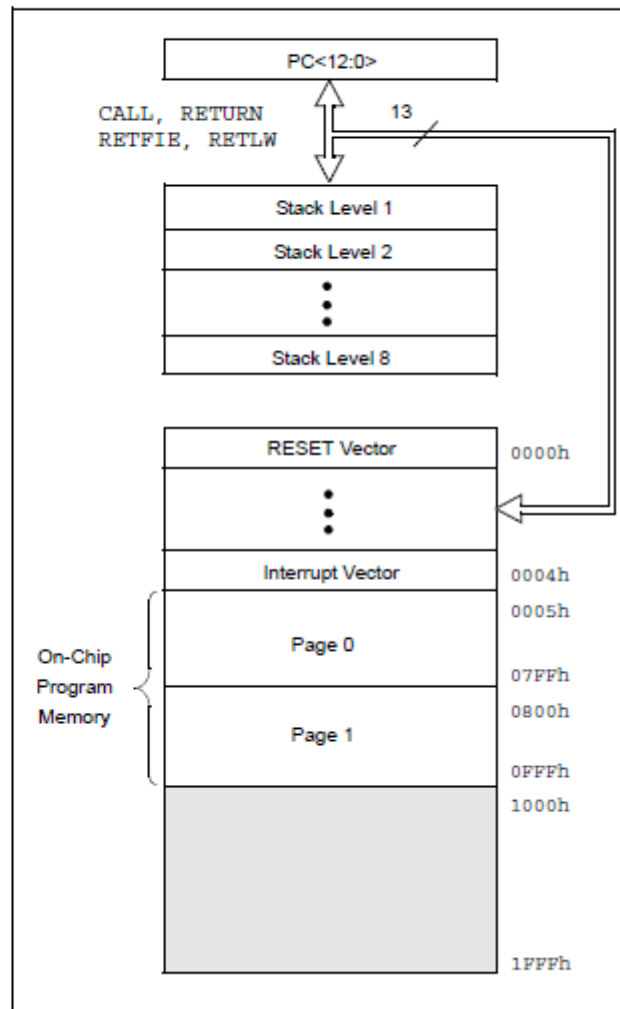 PC<12:0>
CALL, RETURN
RETFIE, RETLW
13
Stack Level 1
Stack Level 2
Stack Level 8
RESET Vector
0000h
Interrupt Vector
0004h
0005h
On-Chip
Program
Memory
Page 0
07FFh
0800h
Page 1
0FFFh
1000h
1FFFh